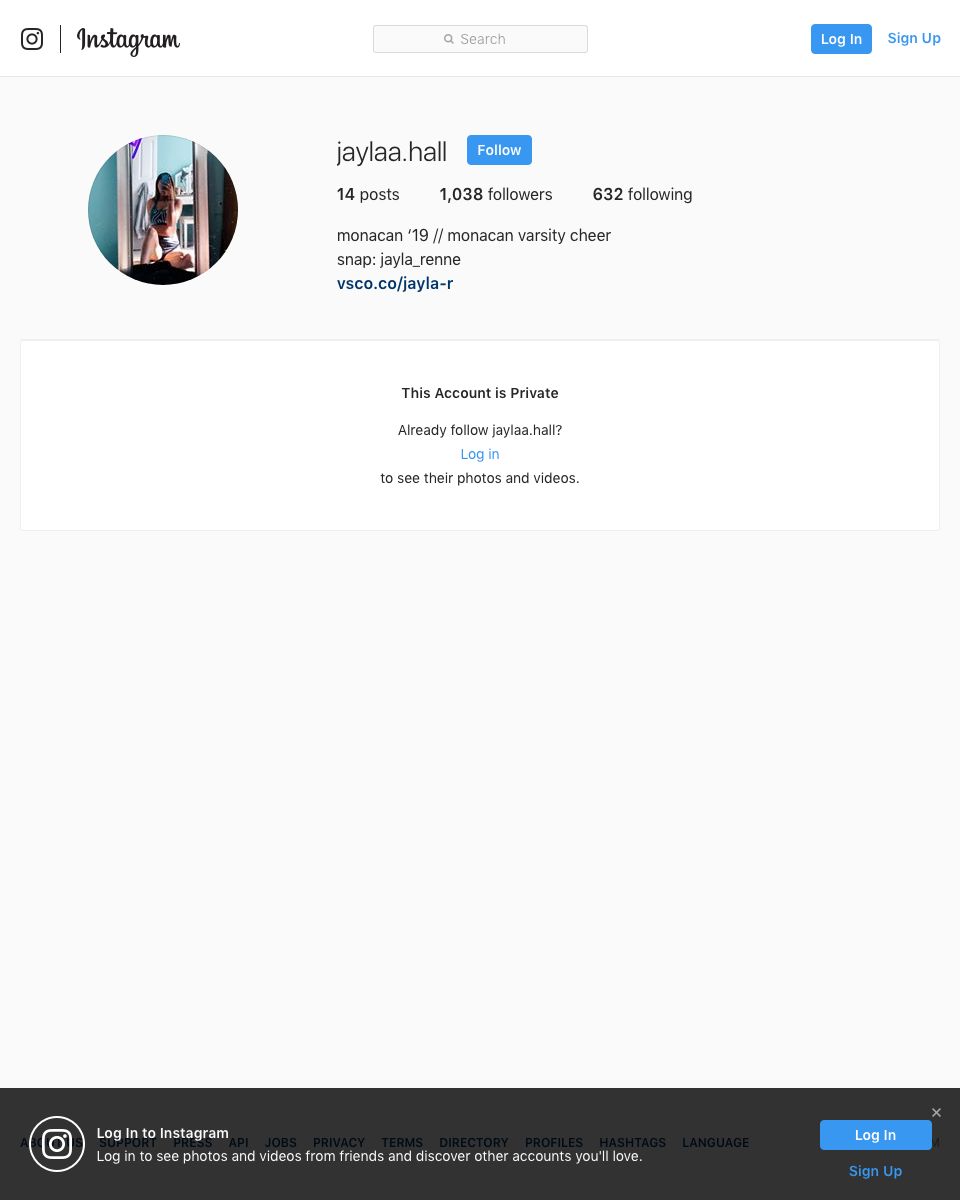 Instagram
Search
Log In
Sign Up
jaylaa.hall
Follow
14 posts
1,038 followers
632 following
monacan ‘19 // monacan varsity cheer
snap: jayla_renne
vsco.co/jayla-r
This Account is Private
Already follow jaylaa.hall?
Log in
to see their photos and videos.
Log In to Instagram
SUPPORT PRESS API JOBS PRIVACY TERMS DIRECTORY PROFILES HASHTAGS LANGUAGE
Log in to see photos and videos from friends and discover other accounts you'll love.
Log In
Sign Up